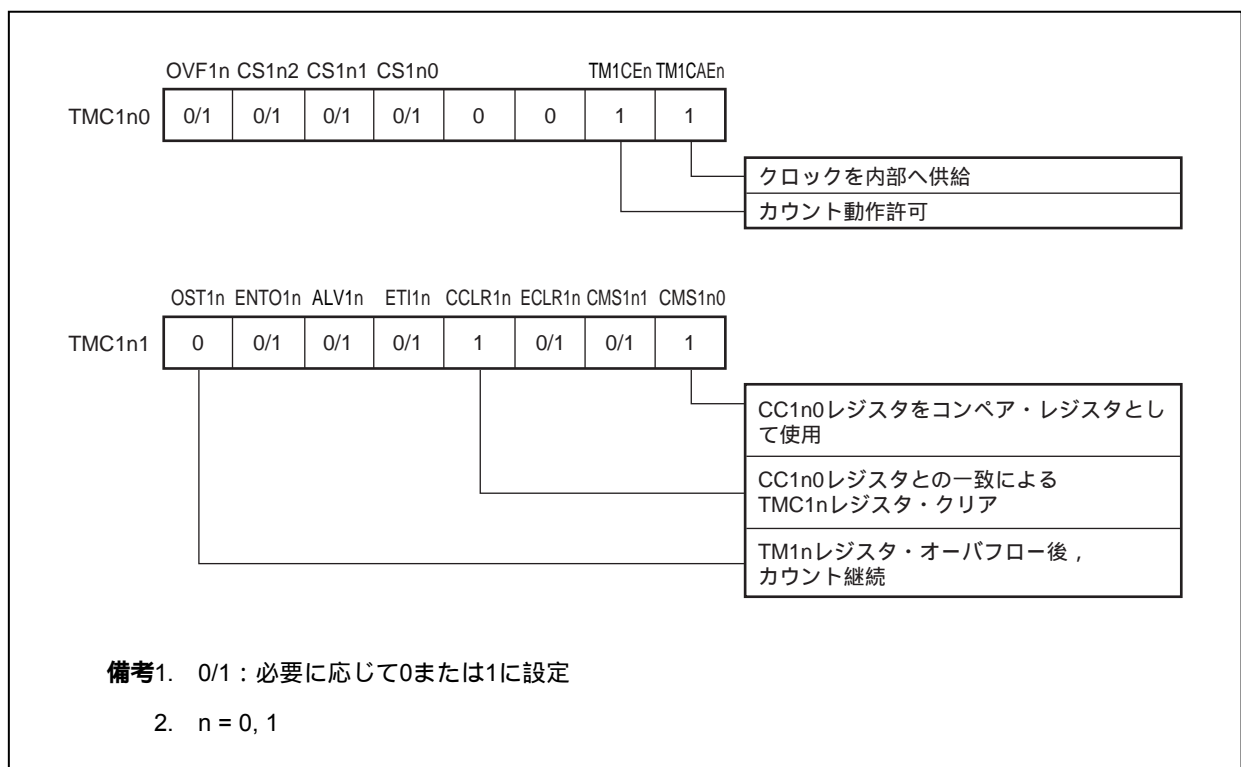 OVF1n CS1n2 CS1n1 CS1n0 TM1CEn TM1CAEn
TMC1n0 0/1 0/1 0/1 0/1 0 0 1 1
クロックを内部へ供給
カウント動作許可
OST1n ENTO1n ALV1n ETI1n CCLR1n ECLR1n CMS1n1 CMS1n0
TMC1n1 0 0/1 0/1 0/1 1 0/1 0/1 1
CC1n0レジスタをコンペア・レジスタとし
て使用
CC1n0レジスタとの一致による
TMC1nレジスタ・クリア
TM1nレジスタ・オーバフロー後，
カウント継続
備考1. 0/1：必要に応じて0または1に設定
2. n = 0, 1